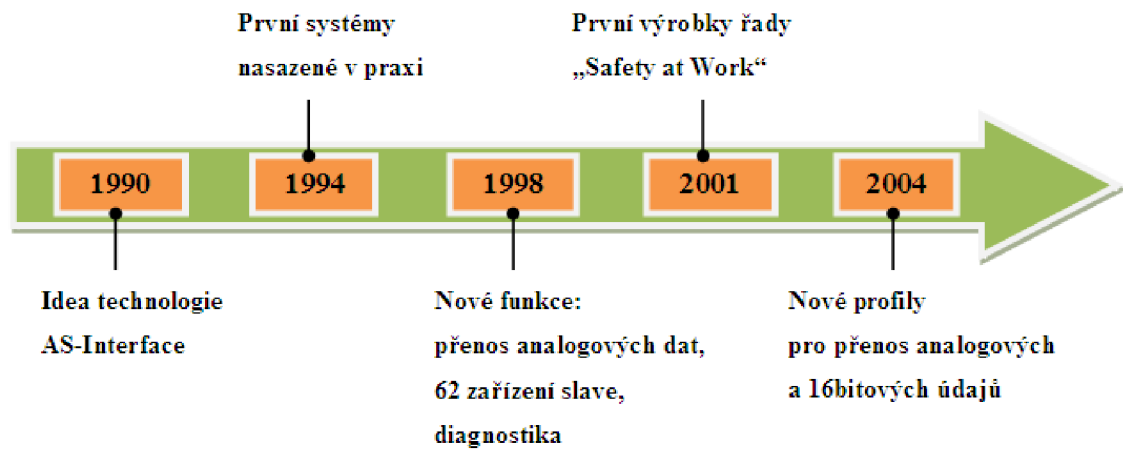 První systémy
nasazené v praxi
První výrobky řady
„Safety at Work“
1990
1994
1998
2001
2004
Idea technologie
AS-Interface
Nové funkce:
přenos analogových dat,
62 zařízení slave,
diagnostika
Nové profily
pro přenos analogových
a 16bitových údajů